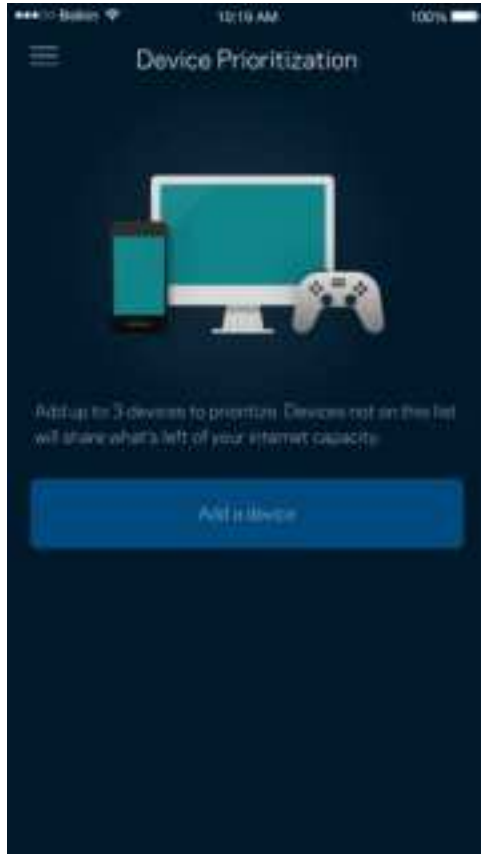 Belkin 10:19 AM 100%
Device Prioritization
Add up to 3 devices to prioritize. Devices not on this list
will share what's left of your internet capacity.
Add a device